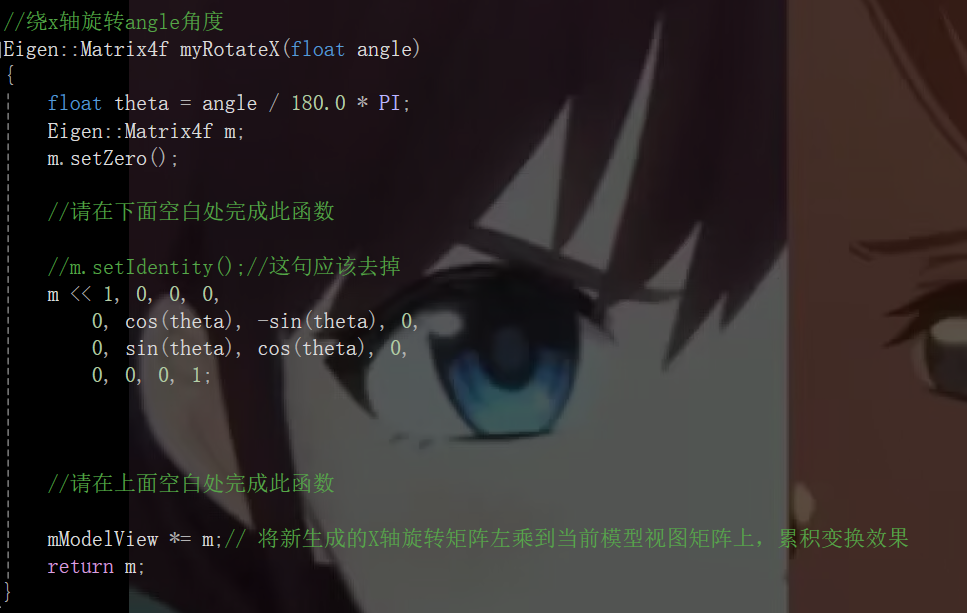 //绕x轴旋转angle角度
Eigen::Matrix4f myRotateX(float angle)
{
float theta = angle / 180.0 * PI;
Eigen::Matrix4f m;
m.setZero();
//请在下面空白处完成此函数
//m.setIdentity();//这句应该去掉
m << 1, 0, 0, 0,
0, cos(theta), -sin(theta), 0,
0, sin(theta), cos(theta), 0,
0, 0, 0, 1;
//请在上面空白处完成此函数
mModelView *= m;// 将新生成的X轴旋转矩阵左乘到当前模型视图矩阵上，累积变换效果
return m;
}